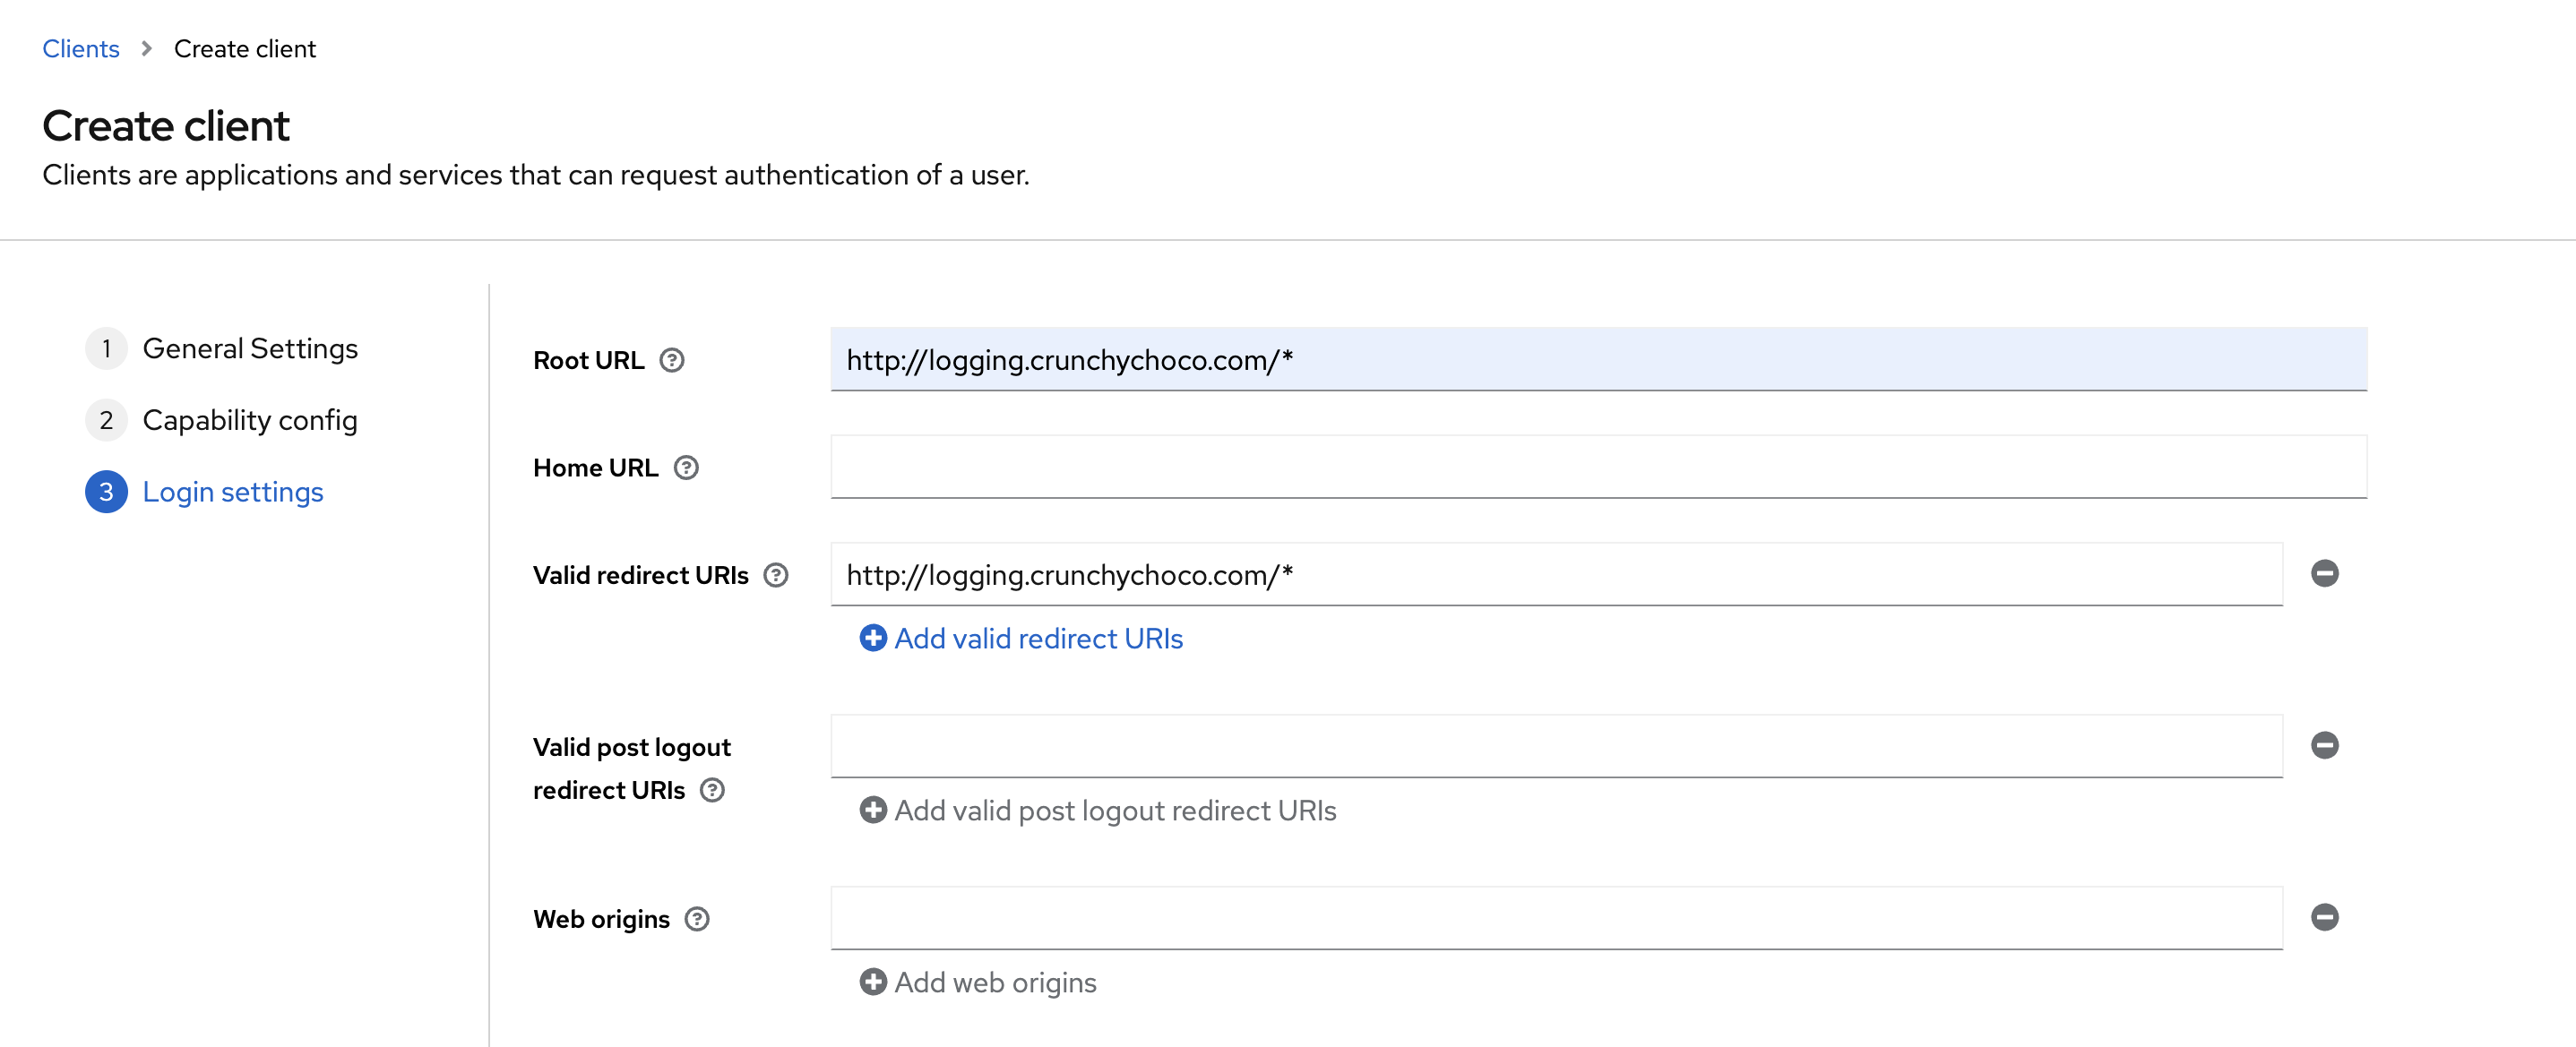 Clients > Create client
Create client
Clients are applications and services that can request authentication of a user.
1 General Settings
2 Capability config
3 Login settings
Root URL ?
http://logging.crunchychoco.com/*
Home URL ?
Valid redirect URIs ?
http://logging.crunchychoco.com/*
Add valid redirect URIs
Valid post logout
redirect URIs ?
Add valid post logout redirect URIs
Web origins ?
Add web origins